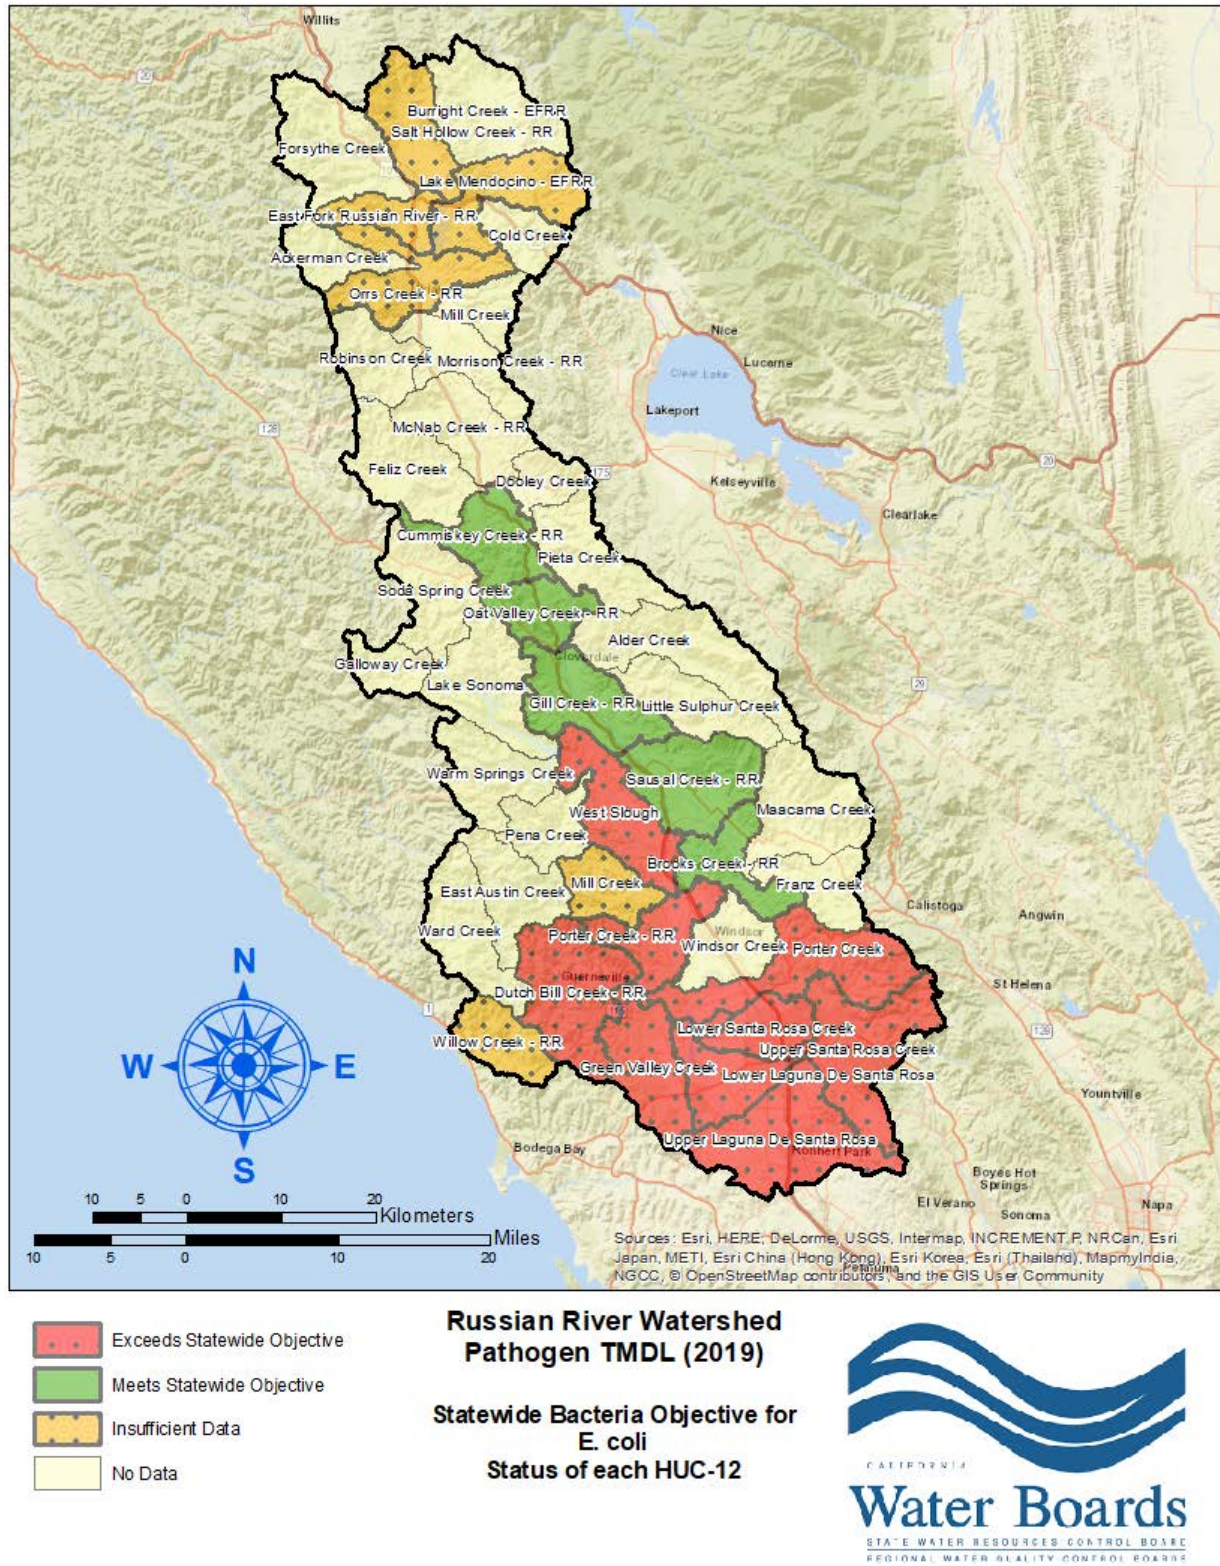 Willits
20
Burright Creek - EFRR
Salt Hollow Creek - RR
Forsythe Creek
Lake Mendocino - EFRR
East Fork Russian River - RR
Cold Creek
Ackerman Creek
Orrs Creek - RR
Mill Creek
Nice
Robinson Creek
Morrison Creek - RR
Lucerne
Clear Lake
Lakeport
128
McNab Creek - RR
20
Feliz Creek
175
Dooley Creek
Kelseyville
Clearlake
Cummiskey Creek - RR
Pieta Creek
Soda Spring Creek
Oat Valley Creek - RR
Alder Creek
Cloverdale
Galloway Creek
Lake Sonoma
29
Gill Creek - RR
Little Sulphur Creek
Warm Springs Creek
Sausal Creek - RR
West Slough
Maacama Creek
Pena Creek
Brooks Creek - RR
Mill Creek
Franz Creek
East Austin Creek
Calistoga
Angwin
Ward Creek
Porter Creek - RR
Windsor
Windsor Creek
Porter Creek
Guerneville
St Helena
Dutch Bill Creek - RR
1
116
128
Lower Santa Rosa Creek
Willow Creek - RR
Upper Santa Rosa Creek
Green Valley Creek
Lower Laguna De Santa Rosa
Yountville
Upper Laguna De Santa Rosa
Bodega Bay
Rohnert Park
Boyes Hot
Springs
El Verano
Sonoma
Napa
Petaluma
N
W
E
S
10 5 0 10 20
Kilometers
Miles
10 5 0 10 20
Sources: Esri, HERE, DeLorme, USGS, Intermap, INCREMENT P, NRCan, Esri
Japan, METI, Esri China (Hong Kong), Esri Korea, Esri (Thailand), MapmyIndia,
NGCC, © OpenStreetMap contributors, and the GIS User Community
Exceeds Statewide Objective
Meets Statewide Objective
Insufficient Data
No Data
Russian River Watershed
Pathogen TMDL (2019)
Statewide Bacteria Objective for
E. coli
Status of each HUC-12
CALIFORNIA
Water Boards
STATE WATER RESOURCES CONTROL BOARD
REGIONAL WATER QUALITY CONTROL BOARDS